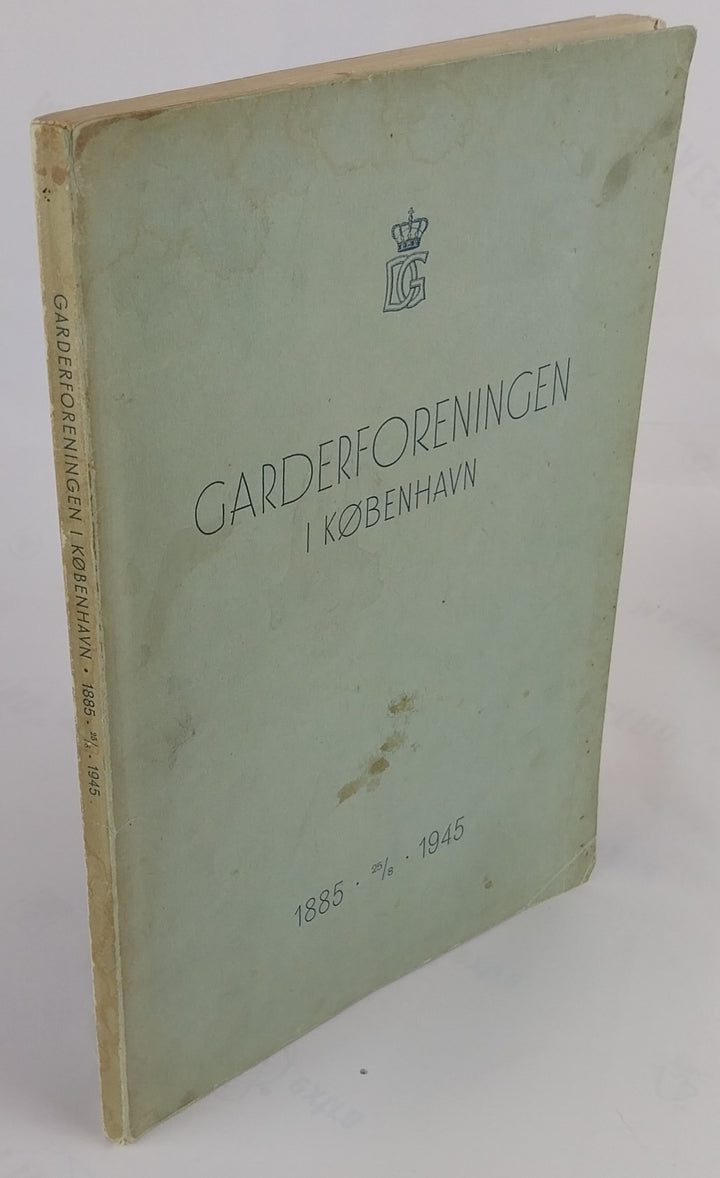 DG
GARDERFORENINGEN
I KØBENHAVN
1885 · 25/8 · 1945
GARDERFORENINGEN I KØBENHAVN · 1885 · 25/8 · 1945